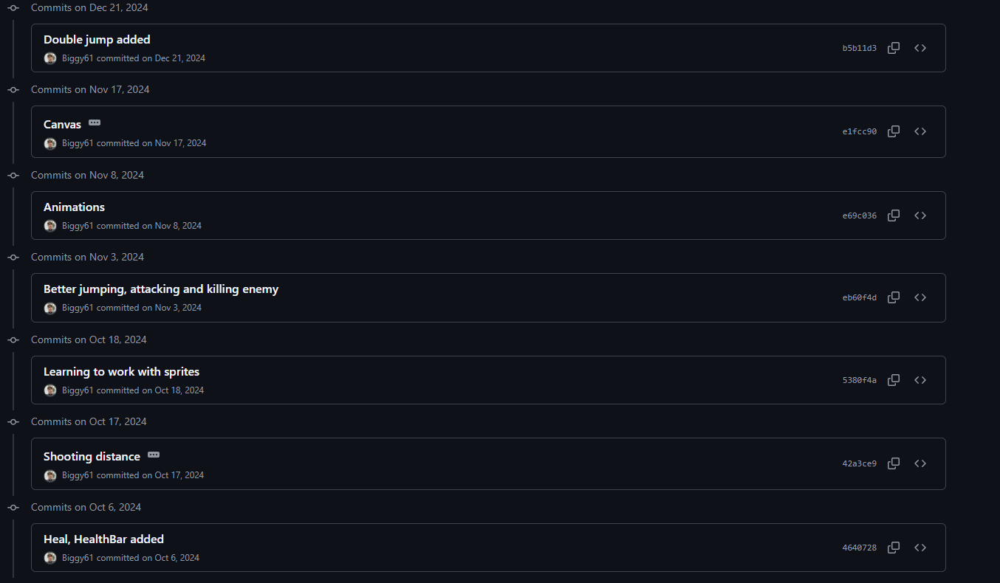 Commits on Dec 21, 2024
Double jump added
Biggy61 committed on Dec 21, 2024
b5b11d3
Commits on Nov 17, 2024
Canvas
Biggy61 committed on Nov 17, 2024
e1fcc90
Commits on Nov 8, 2024
Animations
Biggy61 committed on Nov 8, 2024
e69c036
Commits on Nov 3, 2024
Better jumping, attacking and killing enemy
Biggy61 committed on Nov 3, 2024
eb60f4d
Commits on Oct 18, 2024
Learning to work with sprites
Biggy61 committed on Oct 18, 2024
5380f4a
Commits on Oct 17, 2024
Shooting distance
Biggy61 committed on Oct 17, 2024
42a3ce9
Commits on Oct 6, 2024
Heal, HealthBar added
Biggy61 committed on Oct 6, 2024
4640728